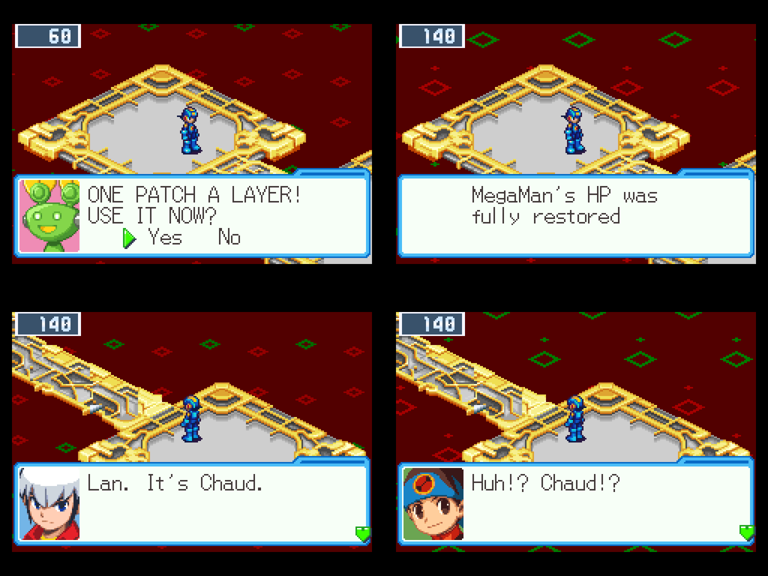 60
ONE PATCH A LAYER!
USE IT NOW?
Yes No
140
MegaMan's HP was
fully restored
140
Lan. It's Chaud.
140
Huh!? Chaud!?